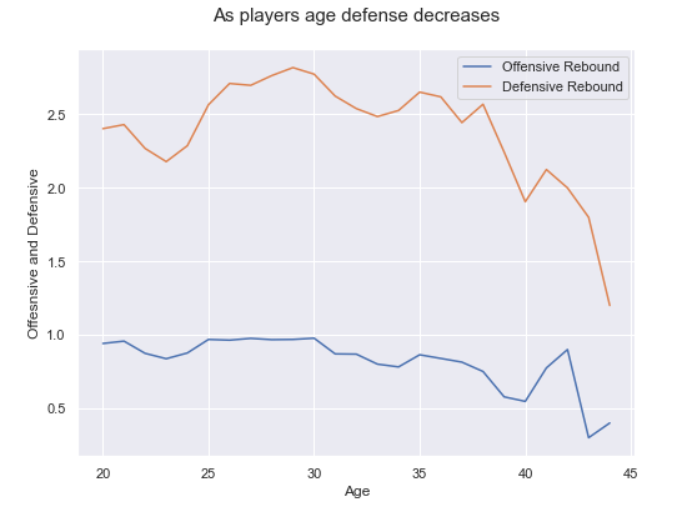 As players age defense decreases
Offensive Rebound
Defensive Rebound
Offesnsive and Defensive
2.5
2.0
1.5
1.0
0.5
20 25 30 35 40 45
Age